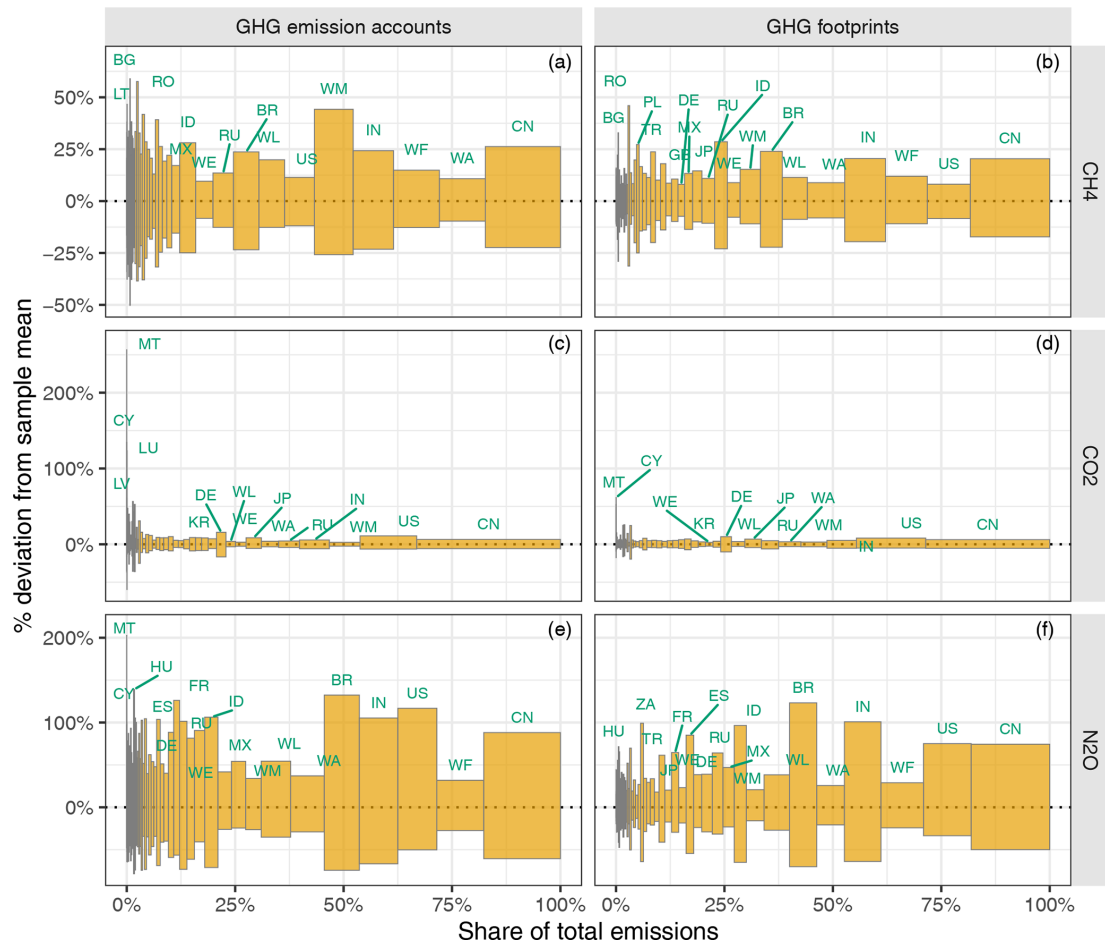 GHG emission accounts
GHG footprints
% deviation from sample mean
(a)
BG
LT
RO
ID
MX
WE
RU
BR
WL
US
WM
IN
WF
WA
CN
50%
25%
0%
−25%
−50%
(b)
RO
BG
PL
TR
DE
MX
GB
JP
RU
WE
ID
WM
BR
WL
WA
IN
WF
US
CN
CH4
(c)
MT
CY
LU
LV
DE
KR
WL
WE
JP
WA
RU
IN
WM
US
CN
200%
100%
0%
(d)
CY
MT
WE
KR
DE
WL
JP
RU
WA
WM
IN
US
CN
CO2
(e)
MT
CY
HU
ES
DE
FR
RU
WE
ID
MX
WM
WL
WA
BR
IN
US
WF
CN
200%
100%
0%
(f)
HU
ZA
TR
JP
FR
WE
ES
DE
RU
MX
ID
WM
WL
BR
WA
IN
WF
US
CN
N2O
0%
25%
50%
75%
100%
0%
25%
50%
75%
100%
Share of total emissions